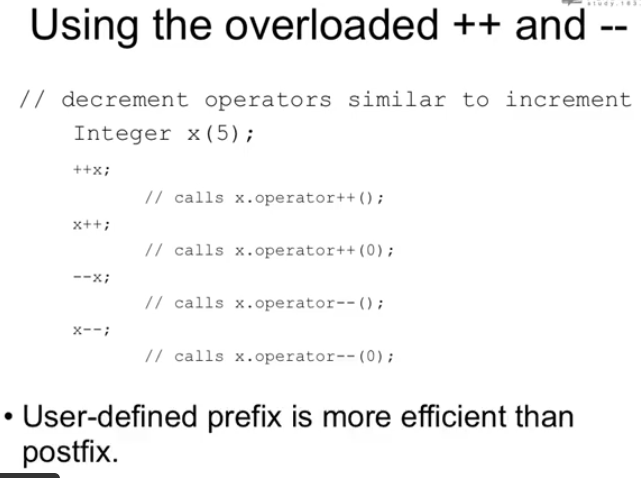 Using the overloaded ++ and --
// decrement operators similar to increment
Integer x(5);
++x;
// calls x.operator++();
x++;
// calls x.operator++(0);
--x;
// calls x.operator--();
x--;
// calls x.operator--(0);
• User-defined prefix is more efficient than
postfix.